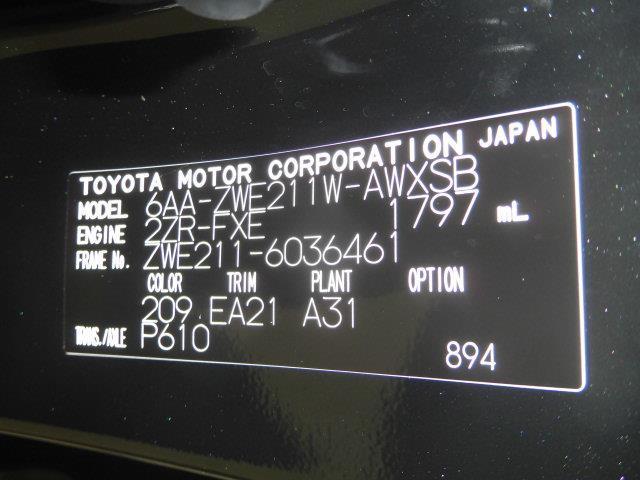 TOYOTA MOTOR CORPORATION JAPAN
MODEL 6AA-ZWE211W-AWXSB
ENGINE 2ZR-FXE 1797 mL
FRAME No. ZWE211-6036461
COLOR TRIM PLANT OPTION
209 EA21 A31
TRANS./AXLE P610
894